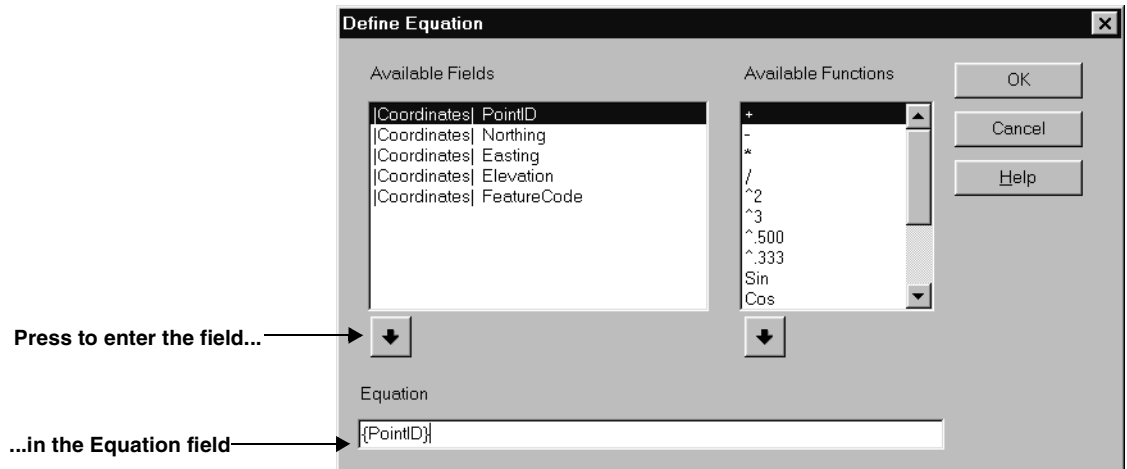 Define Equation
Available Fields
|Coordinates| PointID
|Coordinates| Northing
|Coordinates| Easting
|Coordinates| Elevation
|Coordinates| FeatureCode
Available Functions
+
-
*
/
^2
^3
^.500
^.333
Sin
Cos
OK
Cancel
Help
Press to enter the field...
Equation
...in the Equation field
{PointID}